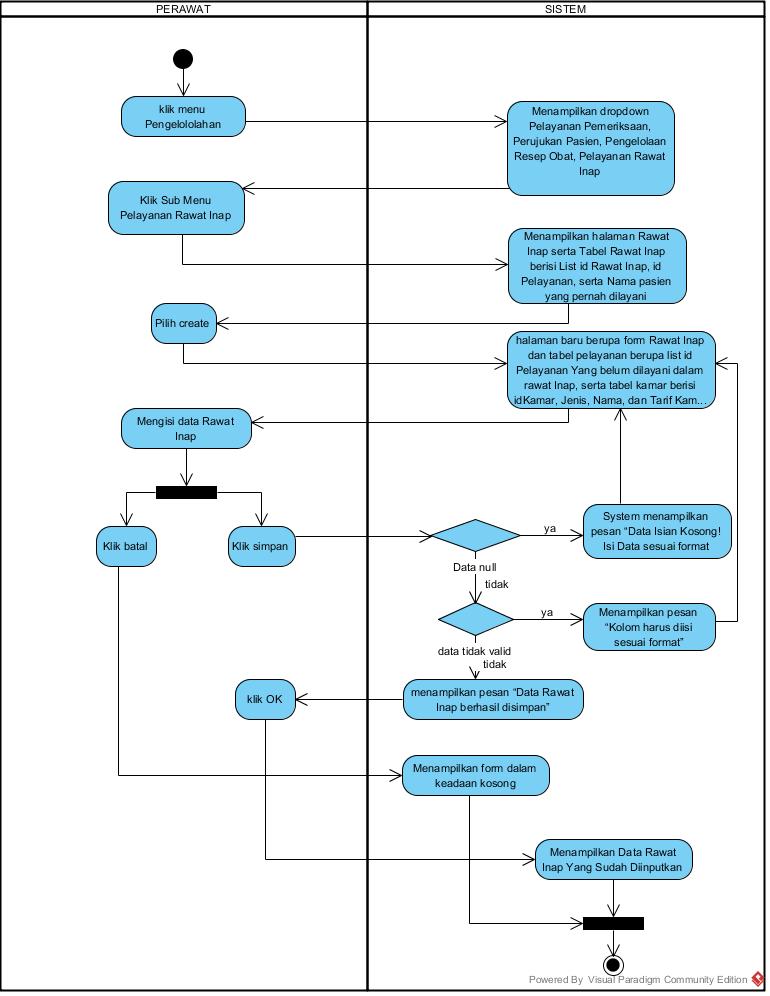 PERAWAT
SISTEM
klik menu
Pengelololahan
Menampilkan dropdown
Pelayanan Pemeriksaan,
Perujukan Pasien, Pengelolaan
Resep Obat, Pelayanan Rawat
Inap
Klik Sub Menu
Pelayanan Rawat Inap
Menampilkan halaman Rawat
Inap serta Tabel Rawat Inap
berisi List id Rawat Inap, id
Pelayanan, serta Nama pasien
yang pernah dilayani
Pilih create
halaman baru berupa form Rawat Inap
dan tabel pelayanan berupa list id
Pelayanan Yang belum dilayani dalam
rawat Inap, serta tabel kamar berisi
idKamar, Jenis, Nama, dan Tarif Kam...
Mengisi data Rawat
Inap
Klik batal
Klik simpan
ya
System menampilkan
pesan “Data Isian Kosong!
Isi Data sesuai format
Data null
tidak
ya
Menampilkan pesan
“Kolom harus diisi
sesuai format”
data tidak valid
tidak
klik OK
menampilkan pesan “Data Rawat
Inap berhasil disimpan”
Menampilkan form dalam
keadaan kosong
Menampilkan Data Rawat
Inap Yang Sudah Diinputkan
Powered By Visual Paradigm Community Edition